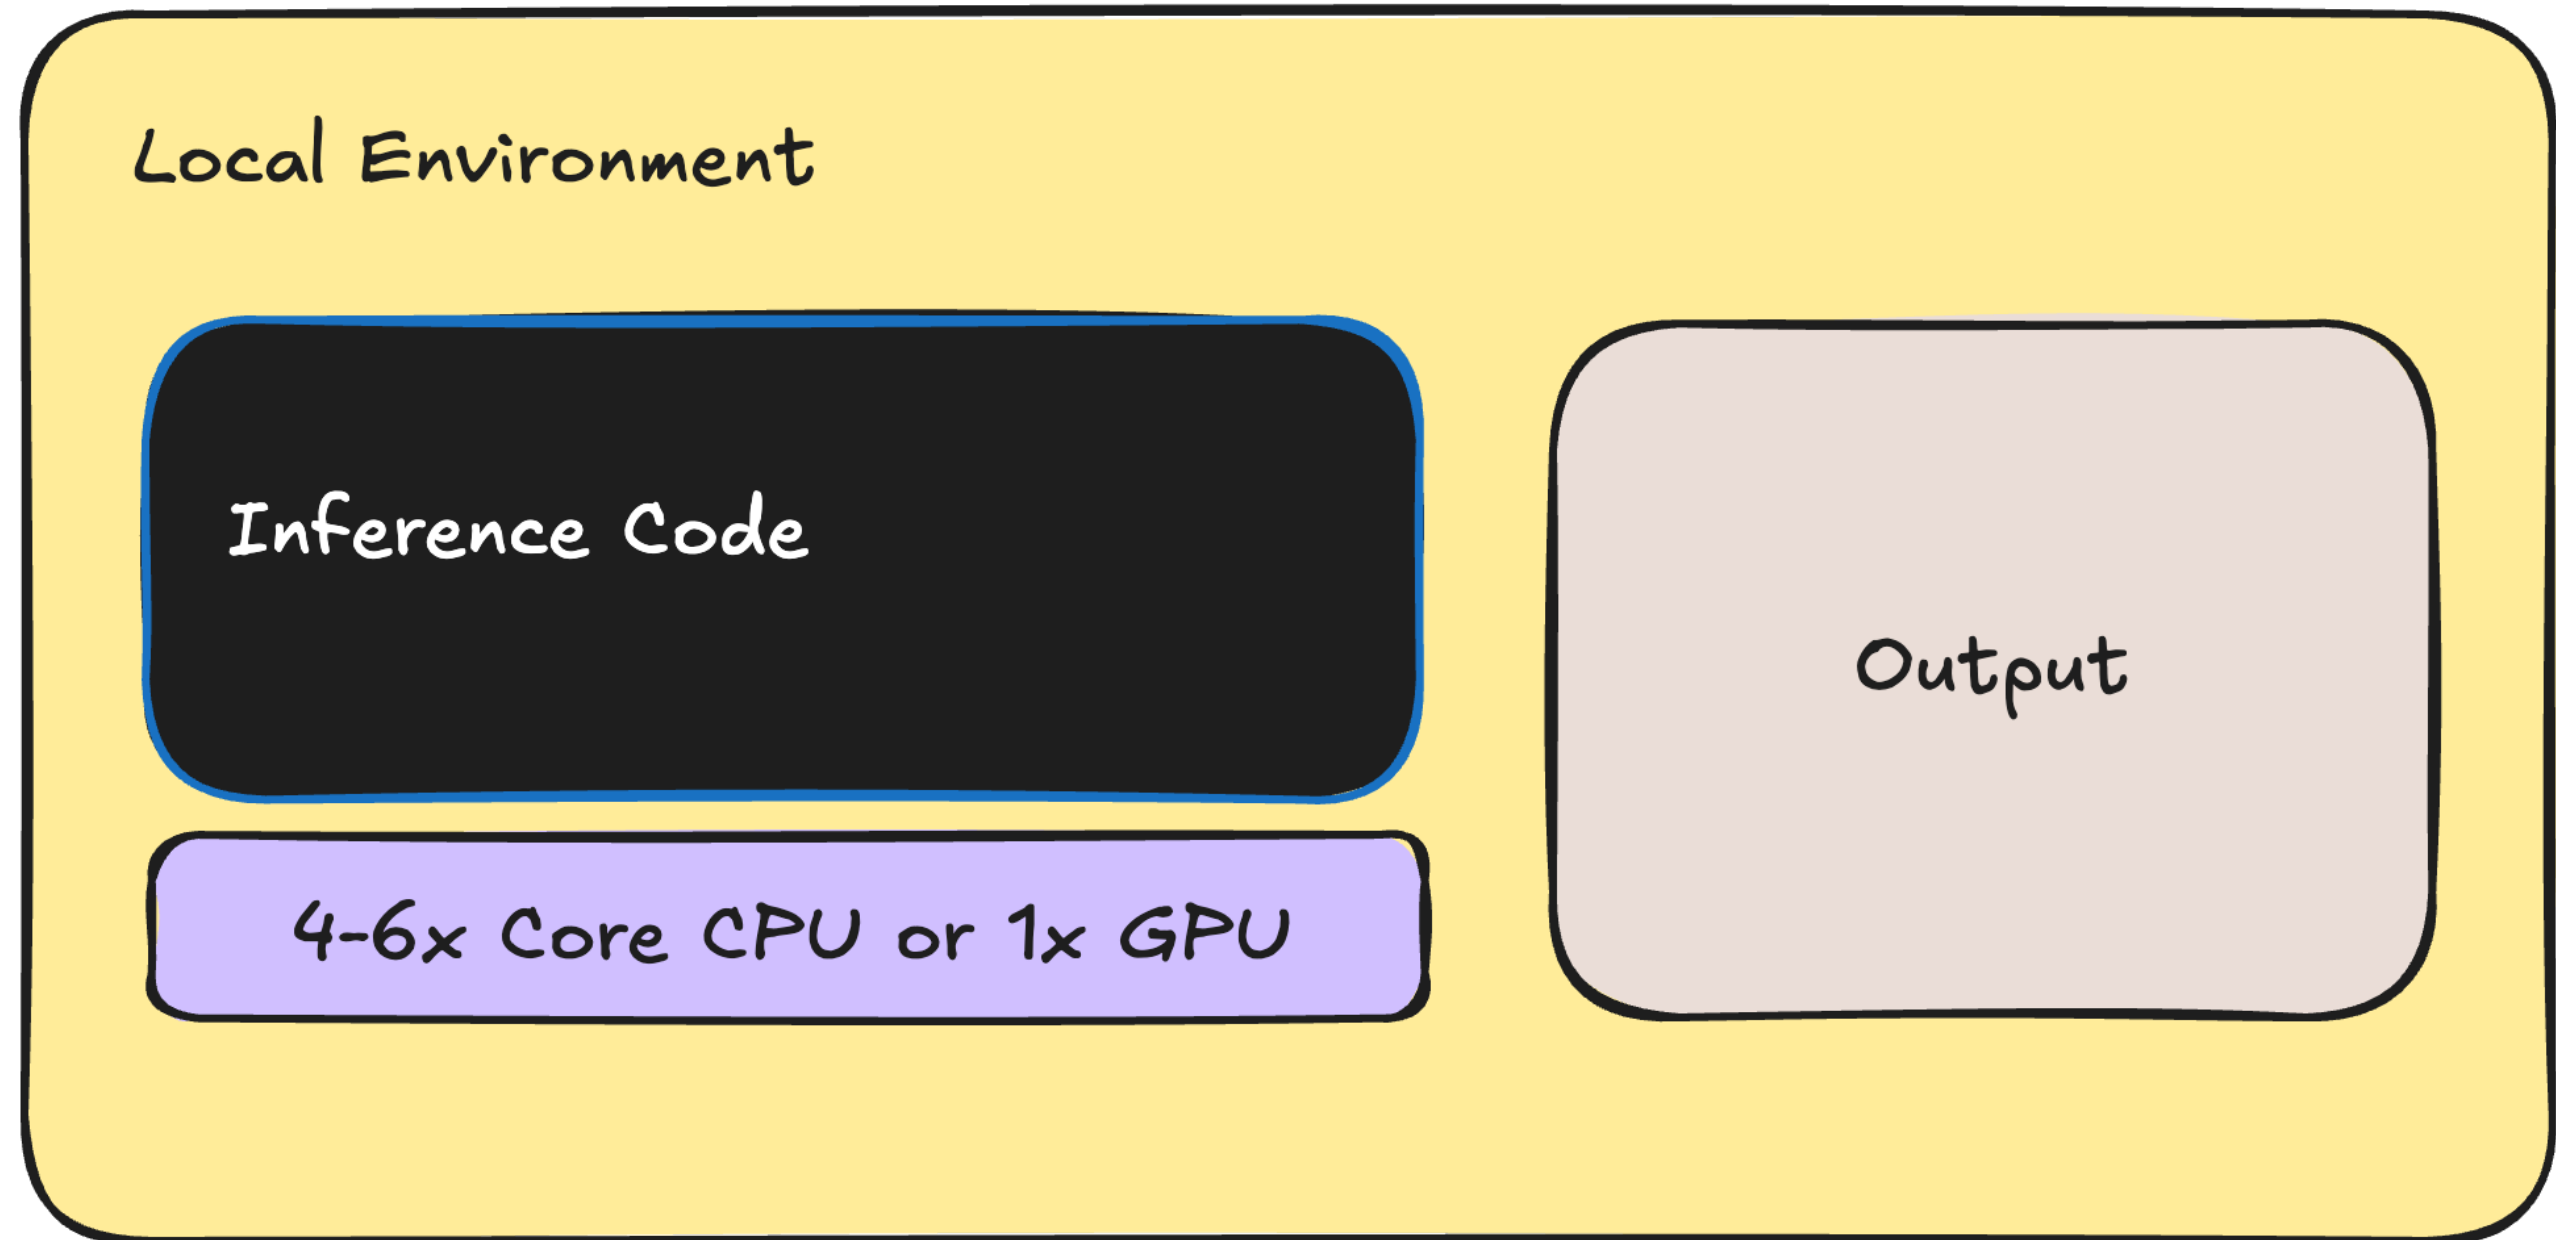 Local Environment
Inference Code
Output
4-6x Core CPU or 1x GPU